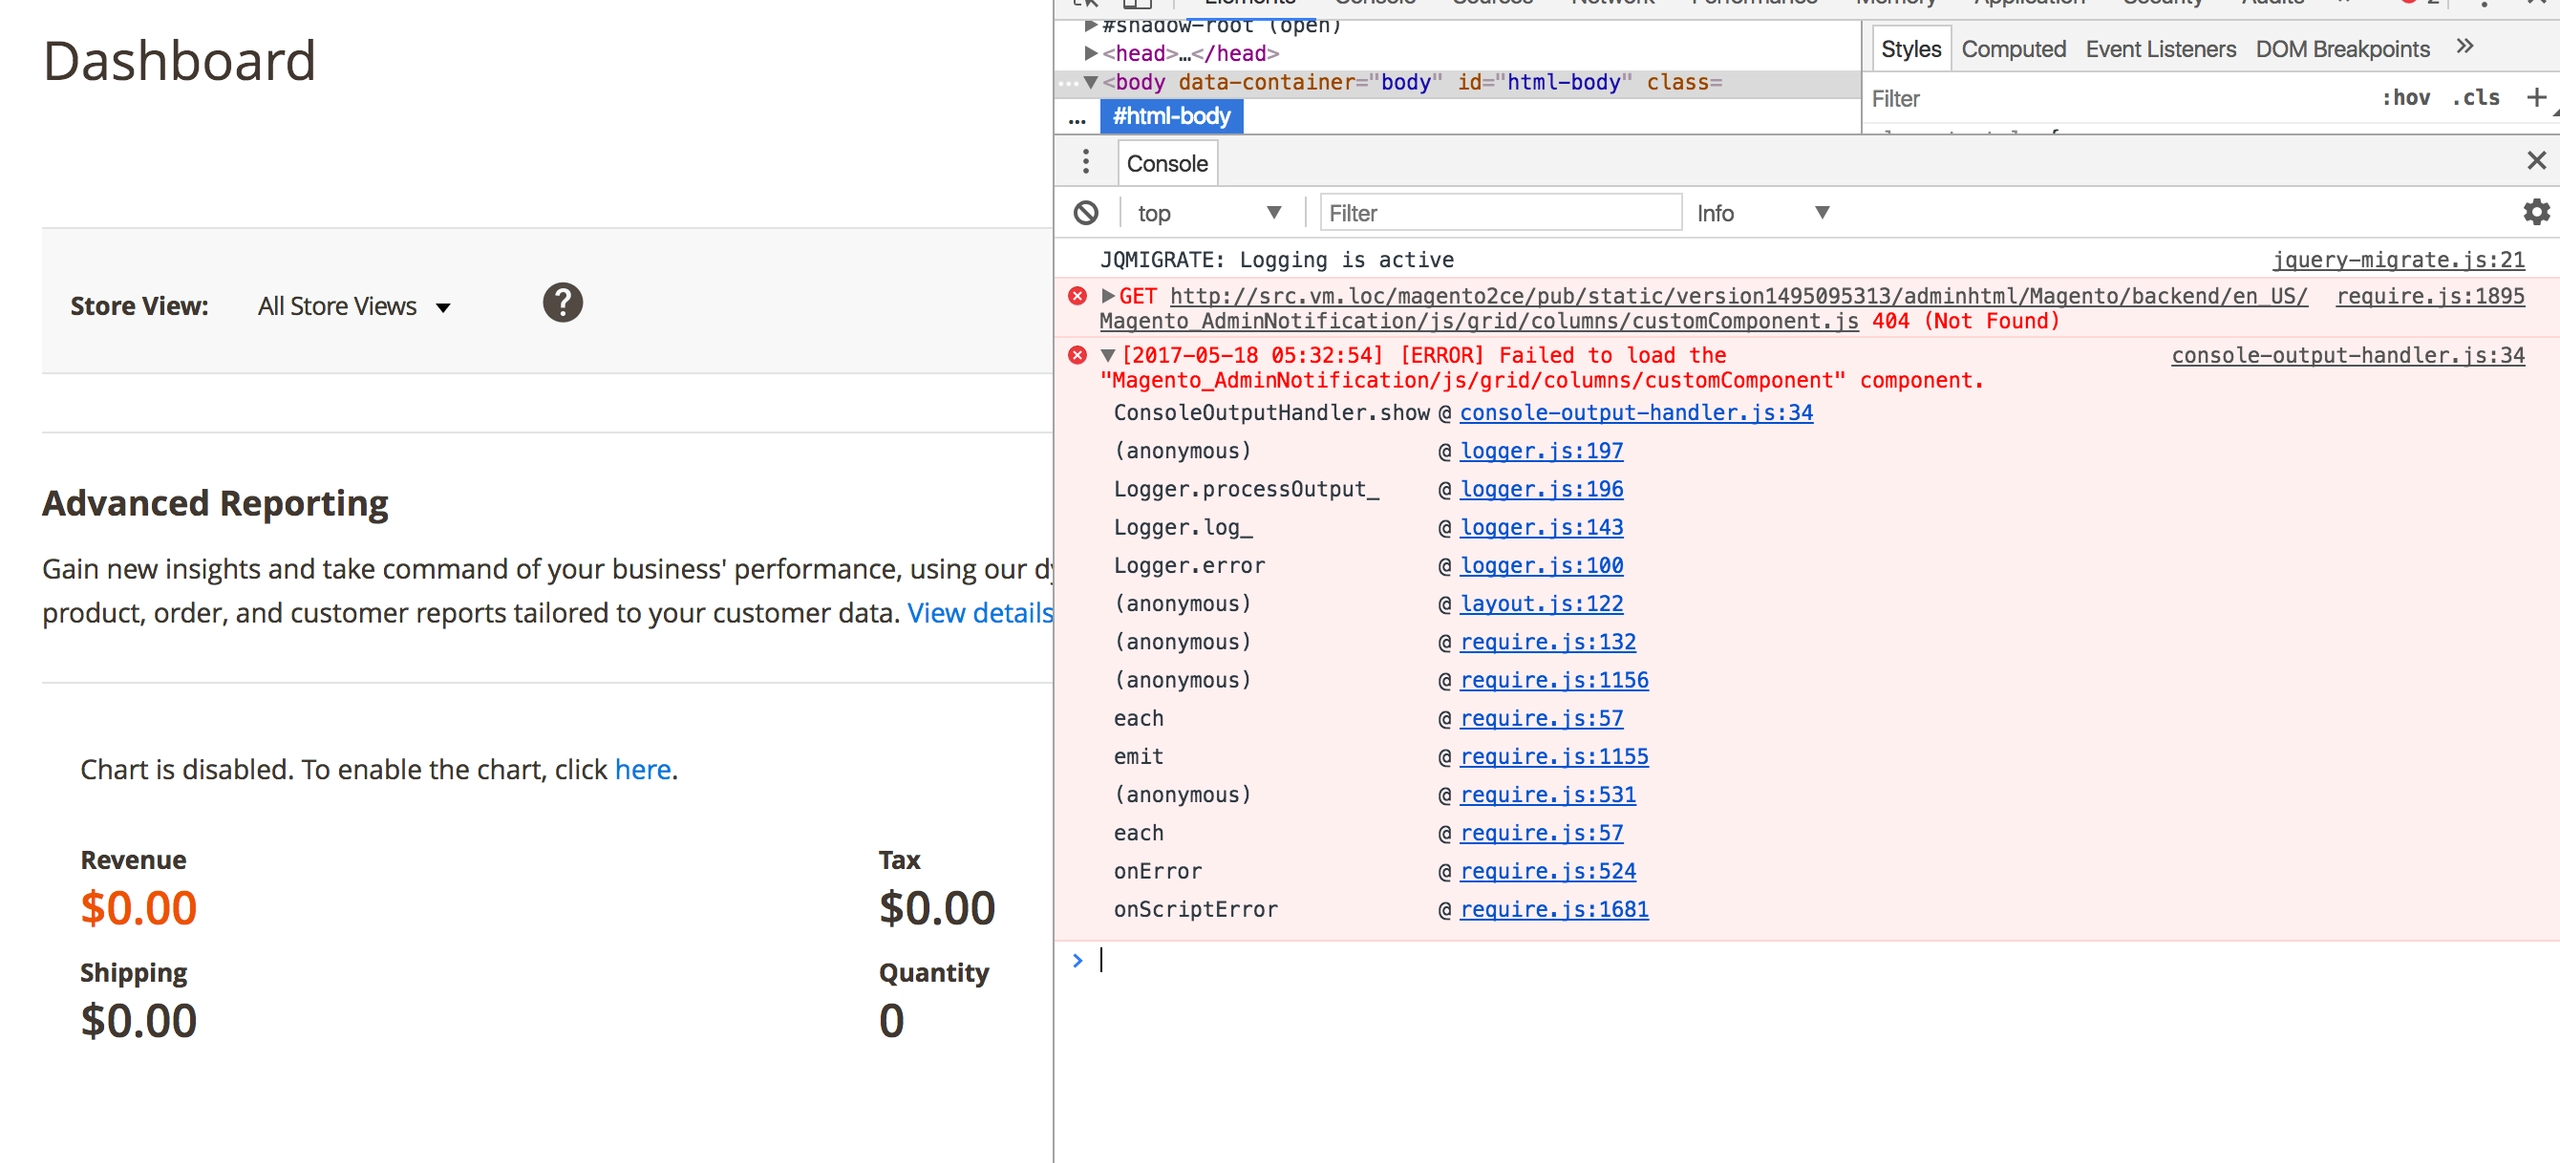 Dashboard
Store View: All Store Views ?
Advanced Reporting
Gain new insights and take command of your business' performance, using our
product, order, and customer reports tailored to your customer data. View details
Chart is disabled. To enable the chart, click here.
Revenue
$0.00
Tax
$0.00
Shipping
$0.00
Quantity
0
Elements Console Sources Network Performance Memory Application Security Audits » 2
▶#shadow-root (open)
▶<head>…</head>
…▼<body data-container="body" id="html-body" class=
... #html-body
Styles Computed Event Listeners DOM Breakpoints »
Filter :hov .cls +
Console
top ▼ Filter Info ▼
JQMIGRATE: Logging is active jquery-migrate.js:21
▶GET http://src.vm.loc/magento2ce/pub/static/version1495095313/adminhtml/Magento/backend/en_US/ require.js:1895
Magento_AdminNotification/js/grid/columns/customComponent.js 404 (Not Found)
▼[2017-05-18 05:32:54] [ERROR] Failed to load the console-output-handler.js:34
"Magento_AdminNotification/js/grid/columns/customComponent" component.
ConsoleOutputHandler.show @ console-output-handler.js:34
(anonymous) @ logger.js:197
Logger.processOutput_ @ logger.js:196
Logger.log_ @ logger.js:143
Logger.error @ logger.js:100
(anonymous) @ layout.js:122
(anonymous) @ require.js:132
(anonymous) @ require.js:1156
each @ require.js:57
emit @ require.js:1155
(anonymous) @ require.js:531
each @ require.js:57
onError @ require.js:524
onScriptError @ require.js:1681
>